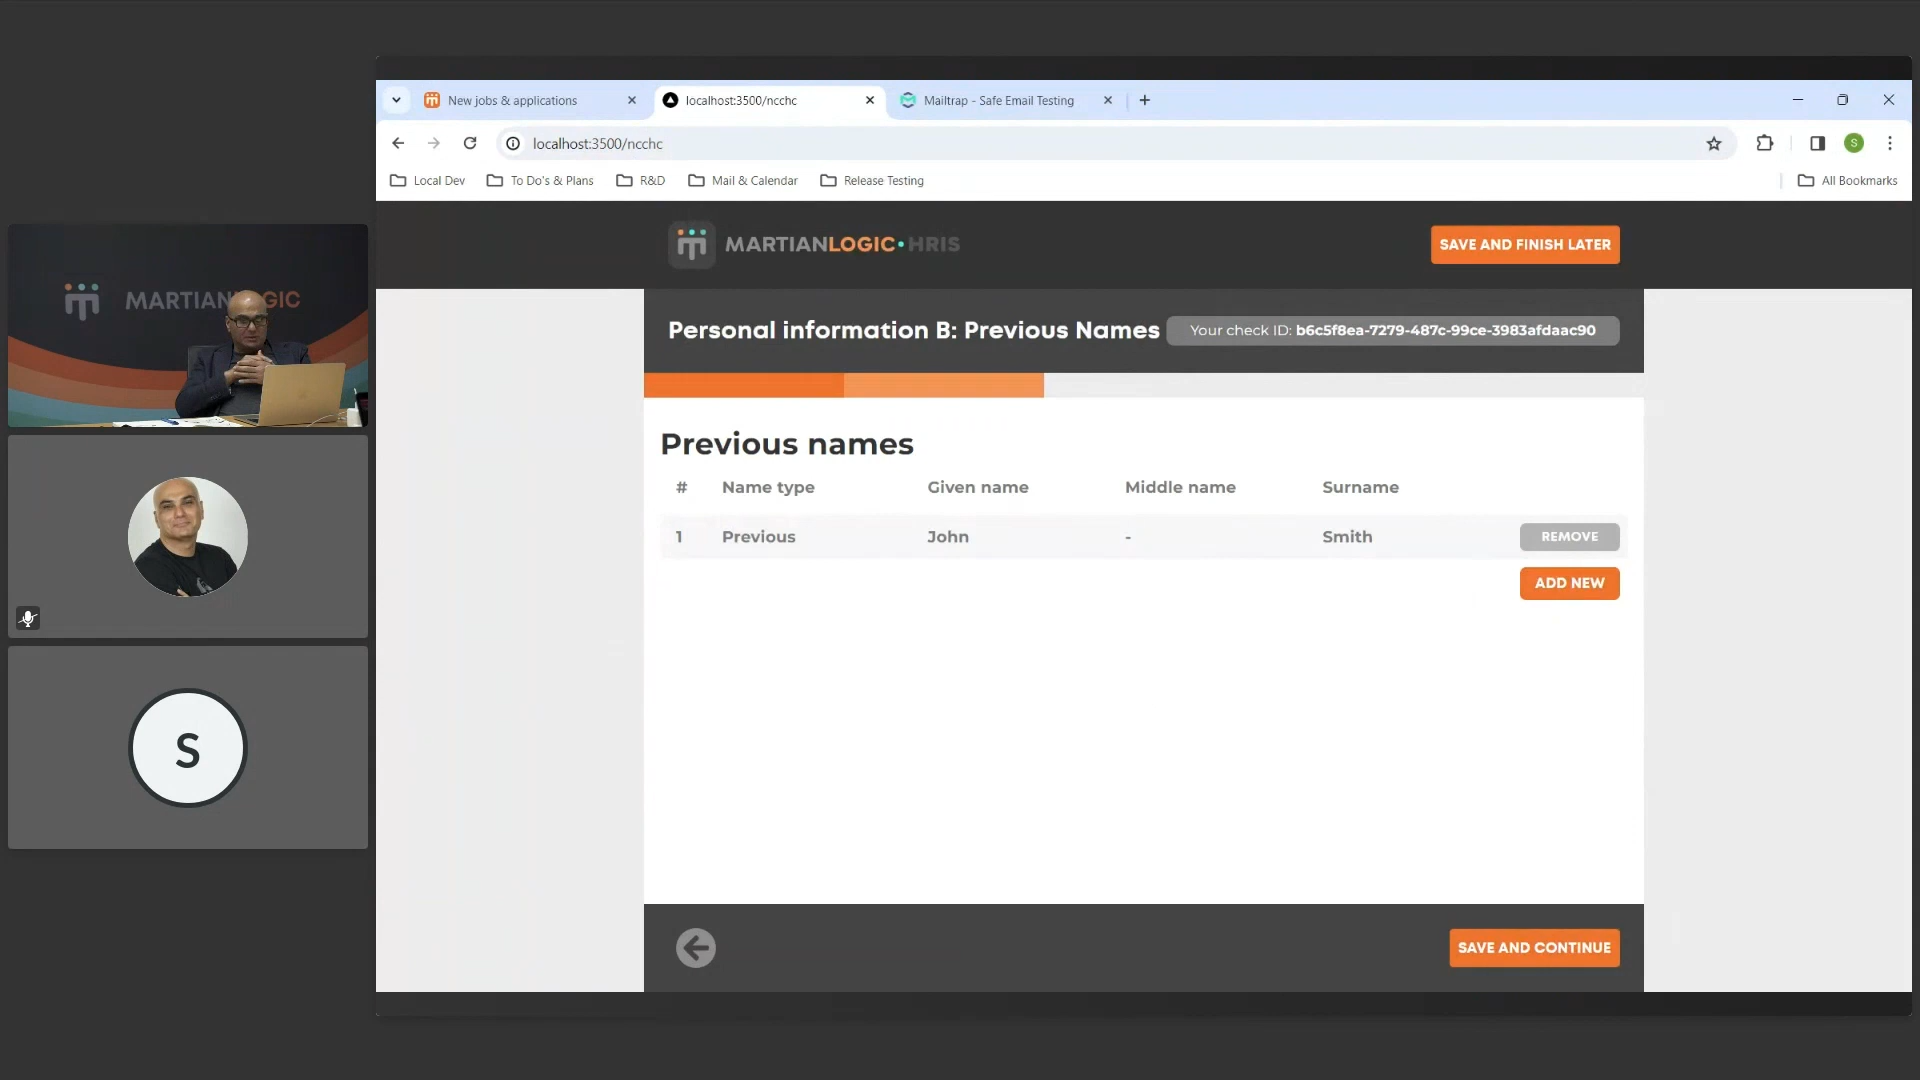 New jobs & applications
localhost:3500/ncchc
Mailtrap - Safe Email Testing
localhost:3500/ncchc
S
Local Dev
To Do's & Plans
R&D
Mail & Calendar
Release Testing
All Bookmarks
MARTIANLOGIC•HRIS
SAVE AND FINISH LATER
Personal information B: Previous Names
Your check ID: b6c5f8ea-7279-487c-99ce-3983afdaac90
Previous names
# Name type Given name Middle name Surname
1 Previous John - Smith REMOVE
ADD NEW
SAVE AND CONTINUE
MARTIAN GIC
S